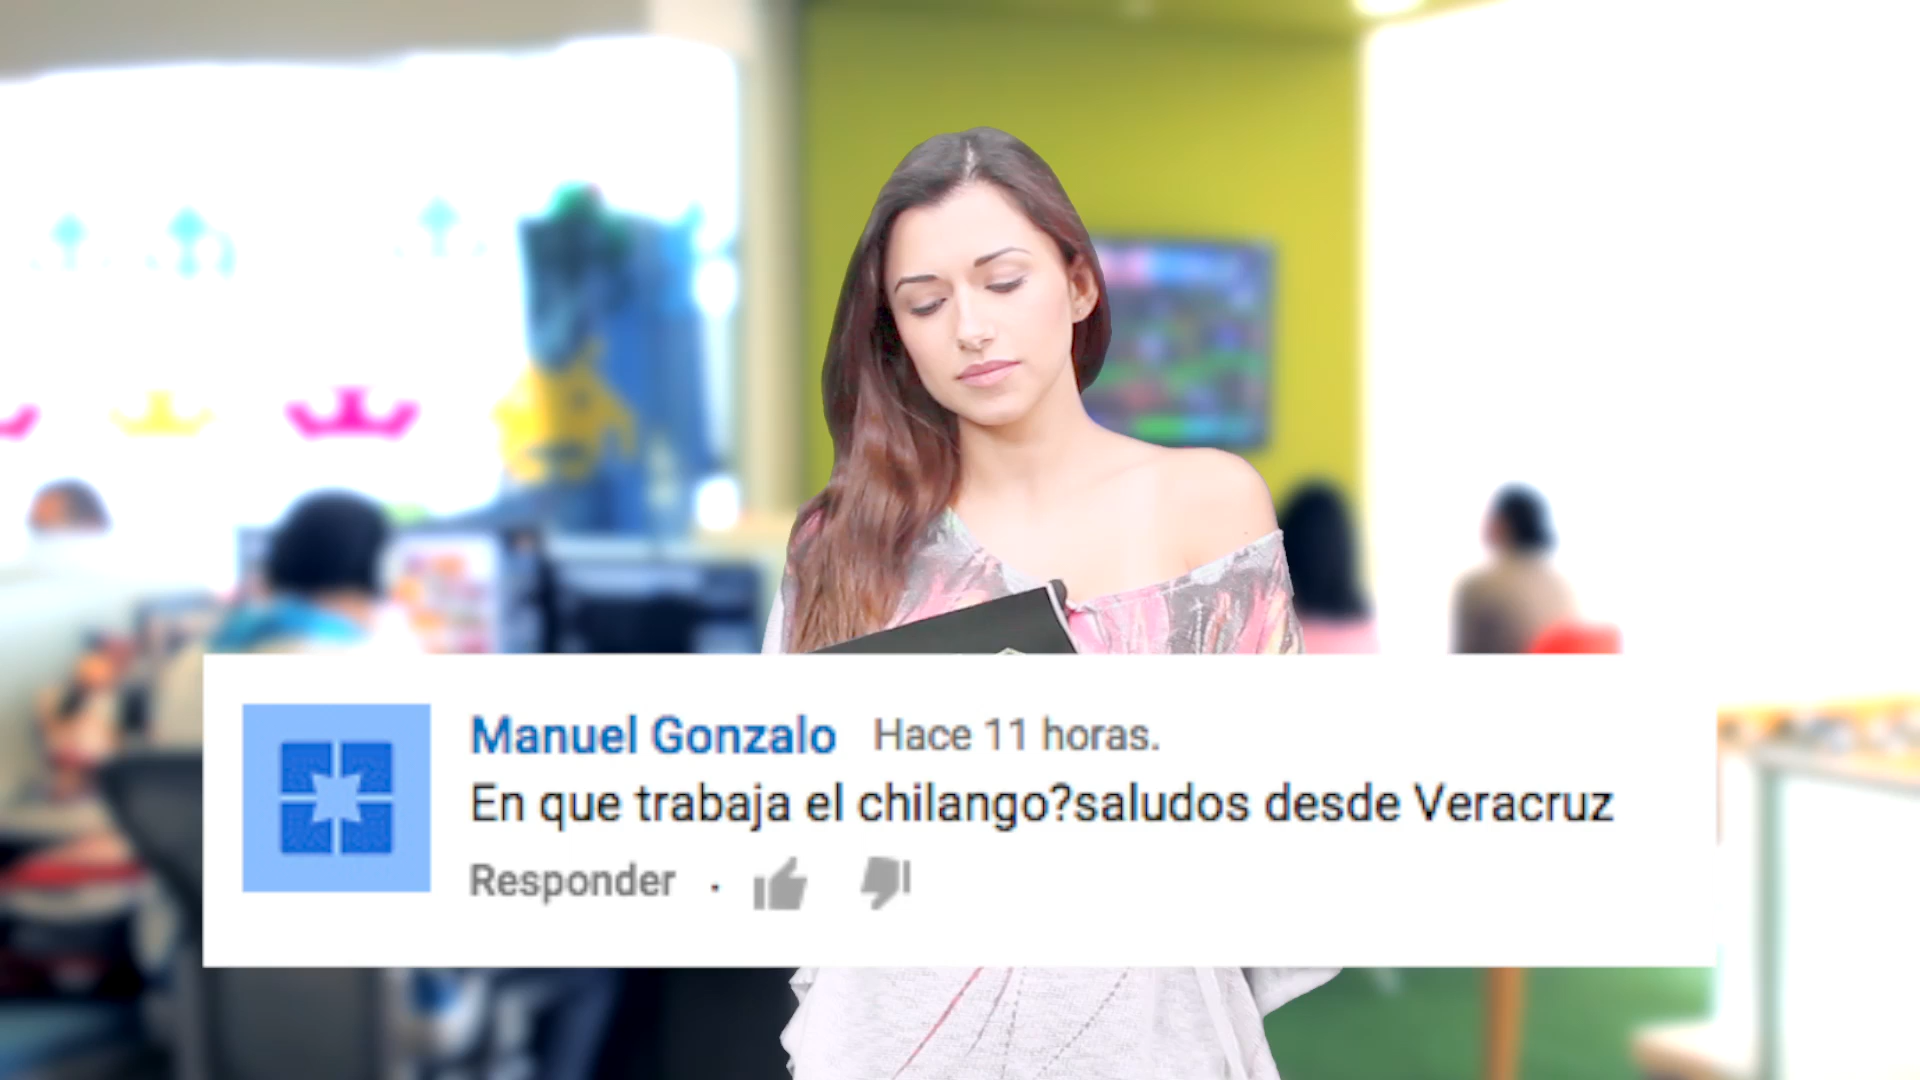 Manuel Gonzalo Hace 11 horas.
En que trabaja el chilango?saludos desde Veracruz
Responder ·